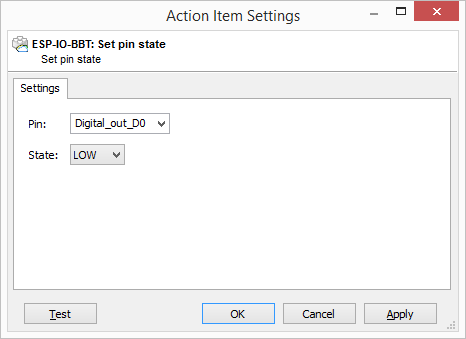 Action Item Settings
ESP-IO-BBT: Set pin state
Set pin state
Settings
Pin: Digital_out_D0
State: LOW
Test OK Cancel Apply